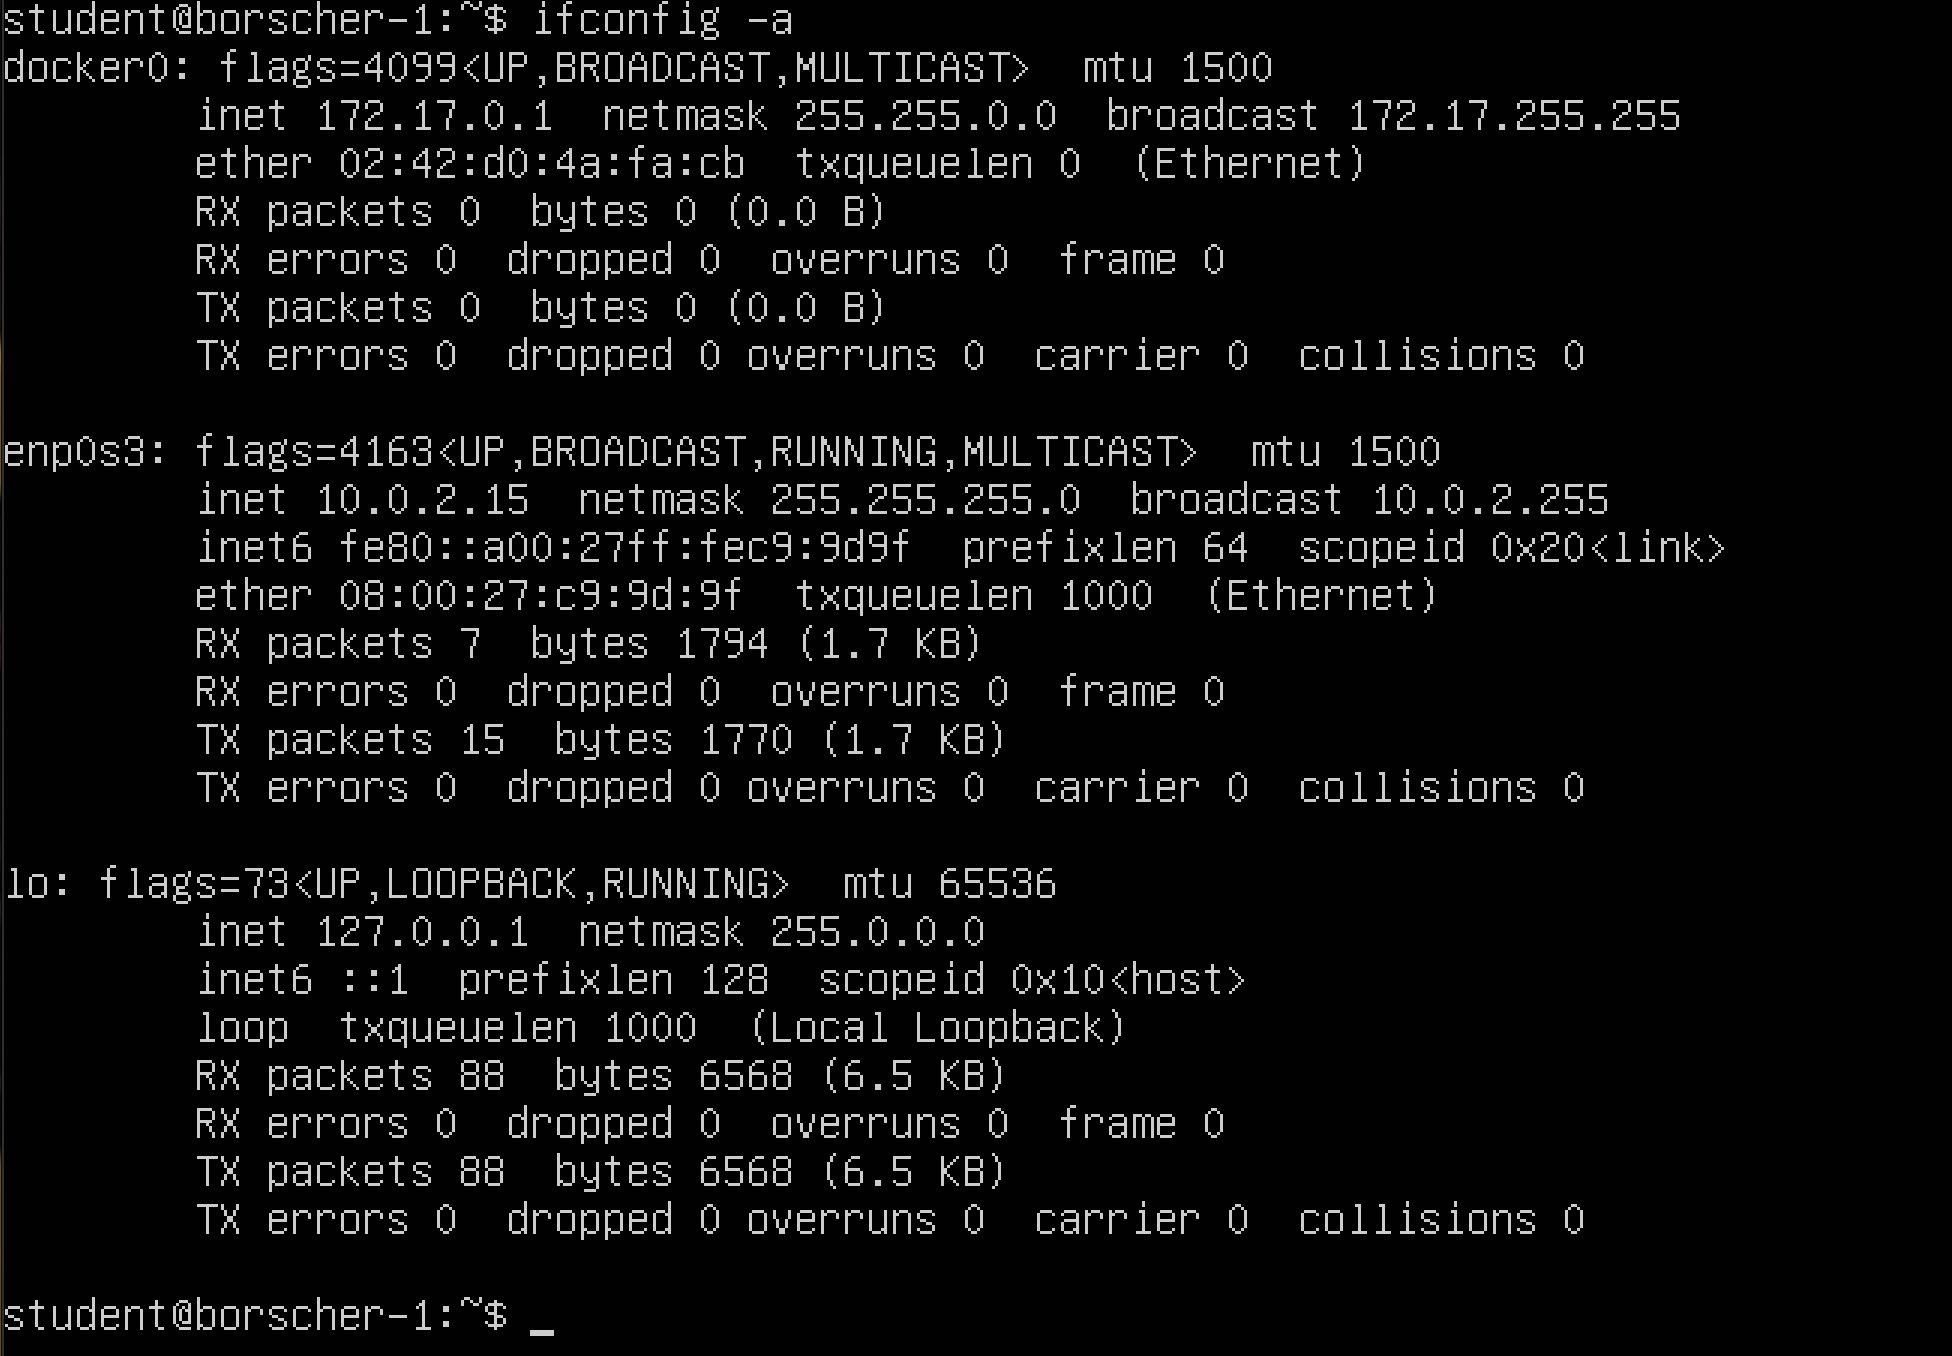 student@borscher-1:~$ ifconfig -a
docker0: flags=4099<UP,BROADCAST,MULTICAST>  mtu 1500
        inet 172.17.0.1  netmask 255.255.0.0  broadcast 172.17.255.255
        ether 02:42:d0:4a:fa:cb  txqueuelen 0  (Ethernet)
        RX packets 0  bytes 0 (0.0 B)
        RX errors 0  dropped 0  overruns 0  frame 0
        TX packets 0  bytes 0 (0.0 B)
        TX errors 0  dropped 0 overruns 0  carrier 0  collisions 0

enp0s3: flags=4163<UP,BROADCAST,RUNNING,MULTICAST>  mtu 1500
        inet 10.0.2.15  netmask 255.255.255.0  broadcast 10.0.2.255
        inet6 fe80::a00:27ff:fec9:9d9f  prefixlen 64  scopeid 0x20<link>
        ether 08:00:27:c9:9d:9f  txqueuelen 1000  (Ethernet)
        RX packets 7  bytes 1794 (1.7 KB)
        RX errors 0  dropped 0  overruns 0  frame 0
        TX packets 15  bytes 1770 (1.7 KB)
        TX errors 0  dropped 0 overruns 0  carrier 0  collisions 0

lo: flags=73<UP,LOOPBACK,RUNNING>  mtu 65536
        inet 127.0.0.1  netmask 255.0.0.0
        inet6 ::1  prefixlen 128  scopeid 0x10<host>
        loop  txqueuelen 1000  (Local Loopback)
        RX packets 88  bytes 6568 (6.5 KB)
        RX errors 0  dropped 0  overruns 0  frame 0
        TX packets 88  bytes 6568 (6.5 KB)
        TX errors 0  dropped 0 overruns 0  carrier 0  collisions 0

student@borscher-1:~$ _